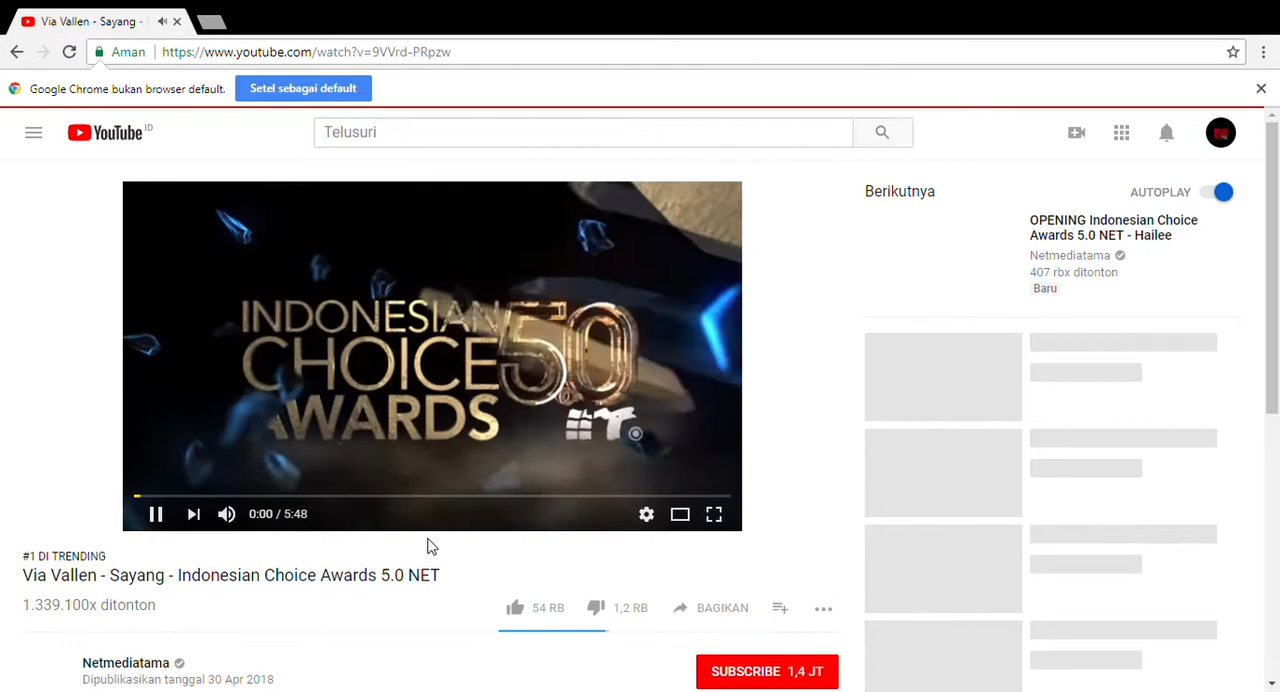 Via Vallen - Sayang -
Aman
https://www.youtube.com/watch?v=9VVrd-PRpzw
Google Chrome bukan browser default.
Setel sebagai default
YouTube ID
Telusuri
INDONESIAN
CHOICE
AWARDS
5.0
0:00 / 5:48
#1 DI TRENDING
Via Vallen - Sayang - Indonesian Choice Awards 5.0 NET
1.339.100x ditonton
54 RB
1,2 RB
BAGIKAN
Netmediatama
Dipublikasikan tanggal 30 Apr 2018
SUBSCRIBE 1,4 JT
Berikutnya
AUTOPLAY
OPENING Indonesian Choice
Awards 5.0 NET - Hailee
Netmediatama
407 rbx ditonton
Baru